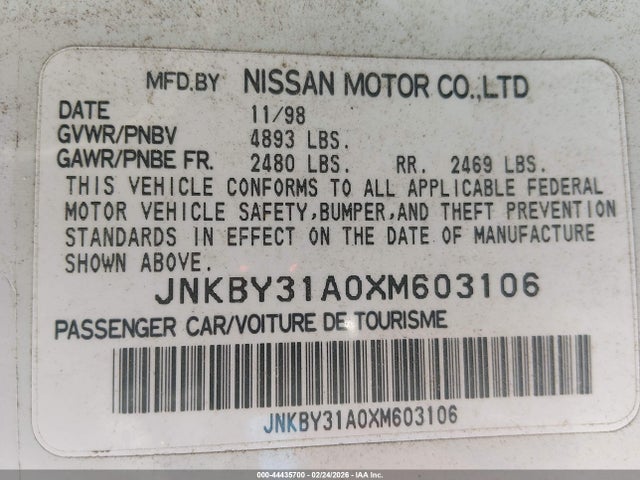 MFD.BY NISSAN MOTOR CO.,LTD
DATE 11/98
GVWR/PNBV 4893 LBS.
GAWR/PNBE FR. 2480 LBS. RR. 2469 LBS.
THIS VEHICLE CONFORMS TO ALL APPLICABLE FEDERAL
MOTOR VEHICLE SAFETY,BUMPER,AND THEFT PREVENTION
STANDARDS IN EFFECT ON THE DATE OF MANUFACTURE
SHOWN ABOVE.
JNKBY31A0XM603106
PASSENGER CAR/VOITURE DE TOURISME
JNKBY31A0XM603106
000-44435700 - 02/24/2026 - IAA Inc.